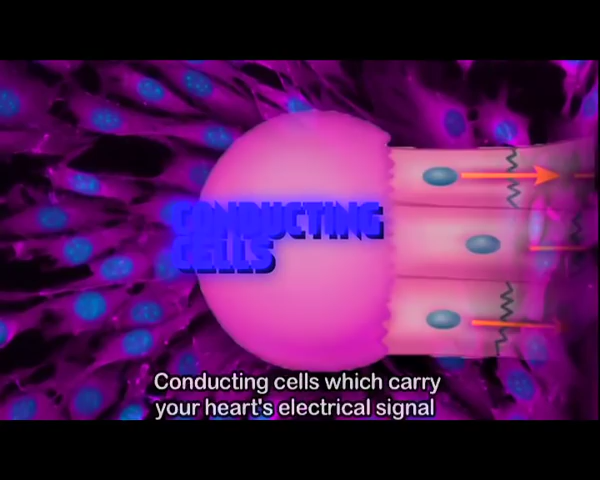 CONDUCTING
CELLS
Conducting cells which carry
your heart's electrical signal